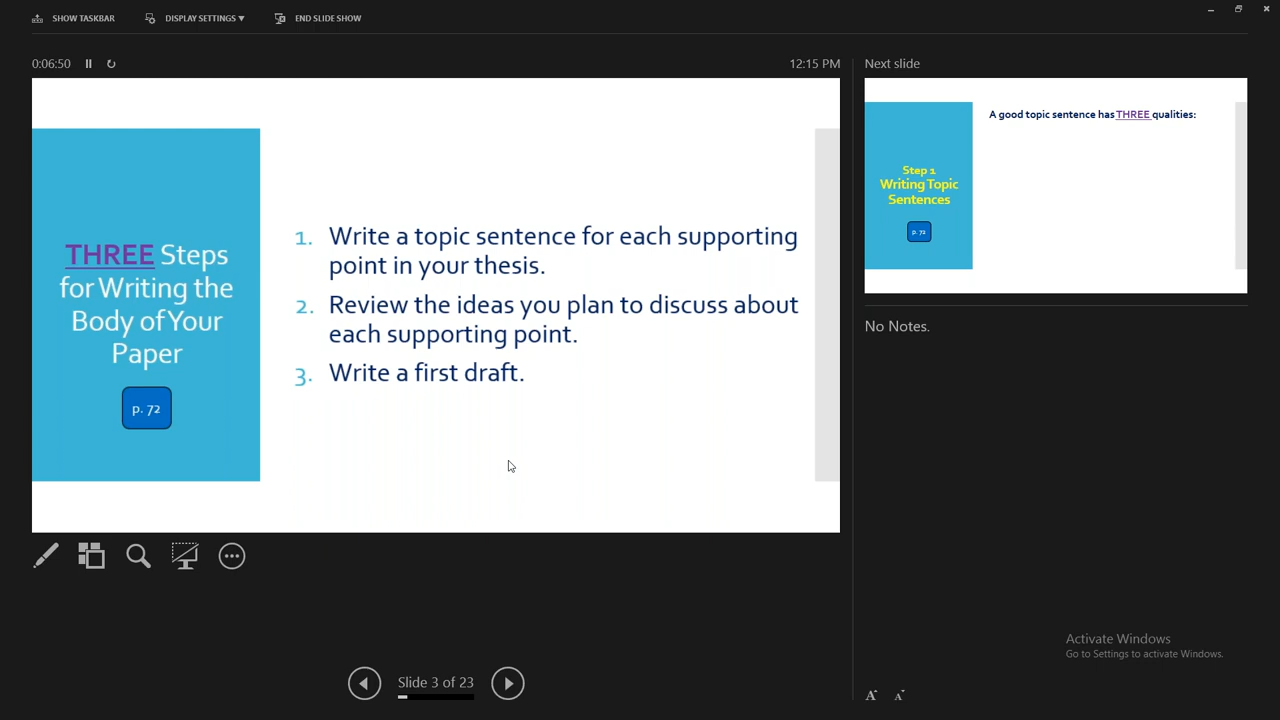 SHOW TASKBAR
DISPLAY SETTINGS ▼
END SLIDE SHOW
0:06:50
12:15 PM
THREE Steps
for Writing the
Body of Your
Paper
p. 72
1. Write a topic sentence for each supporting
point in your thesis.
2. Review the ideas you plan to discuss about
each supporting point.
3. Write a first draft.
Slide 3 of 23
Next slide
Step 1
Writing Topic
Sentences
p. 72
A good topic sentence has THREE qualities:
No Notes.
Activate Windows
Go to Settings to activate Windows.
A A